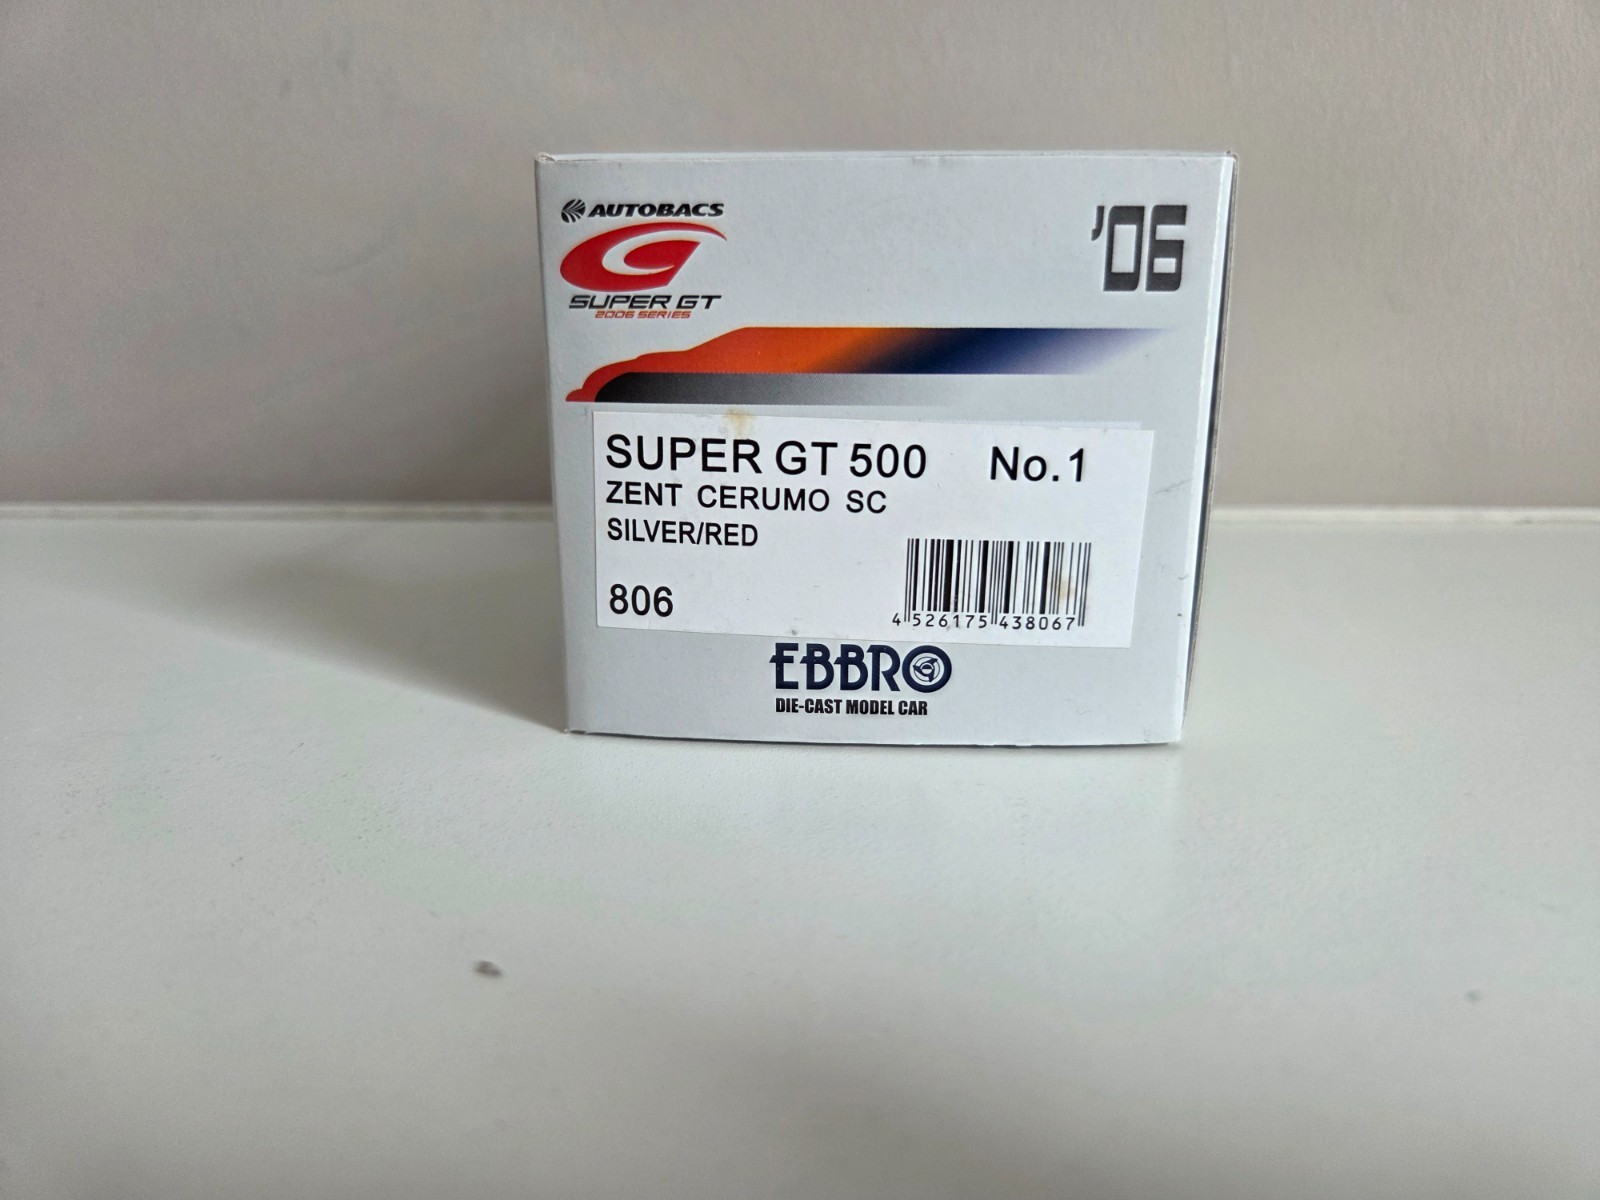 AUTOBACS
'06
SUPER GT
2006 SERIES
SUPER GT 500 No.1
ZENT CERUMO SC
SILVER/RED
806
4 526175 438067
EBBRO
DIE-CAST MODEL CAR